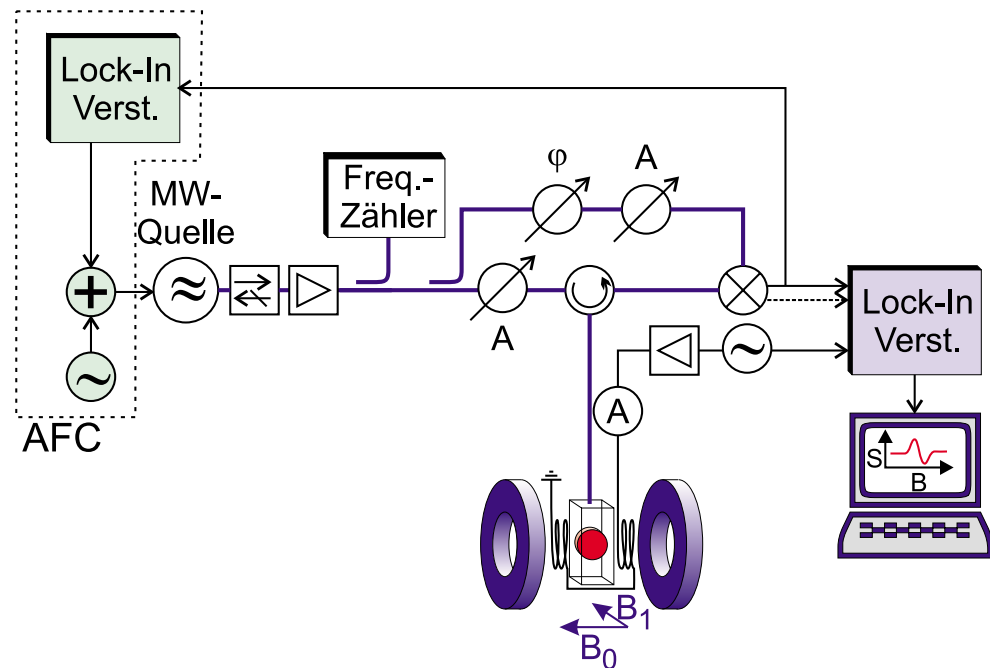 Lock-In
Verst.
MW-
Quelle
Freq.-
Zähler
φ
A
A
Lock-In
Verst.
A
AFC
S
B
B1
B0